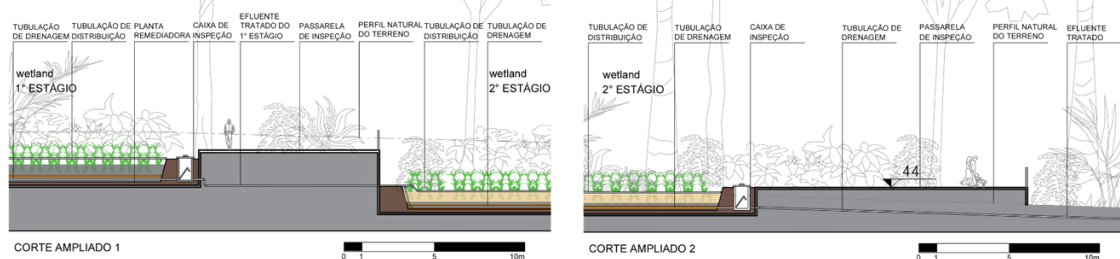 TUBULAÇÃO
DE DRENAGEM
TUBULAÇÃO DE
DISTRIBUIÇÃO
PLANTA
REMEDIADORA
CAIXA DE
INSPEÇÃO
EFLUENTE
TRATADO DO
1° ESTÁGIO
PASSARELA
DE INSPEÇÃO
PERFIL NATURAL
DO TERRENO
TUBULAÇÃO DE
DISTRIBUIÇÃO
TUBULAÇÃO DE
DRENAGEM
wetland
1° ESTÁGIO
wetland
2° ESTÁGIO
CORTE AMPLIADO 1
0 1 5 10m
TUBULAÇÃO DE
DISTRIBUIÇÃO
TUBULAÇÃO
DE DRENAGEM
CAIXA DE
INSPEÇÃO
TUBULAÇÃO DE
DRENAGEM
PASSARELA
DE INSPEÇÃO
PERFIL NATURAL
DO TERRENO
EFLUENTE
TRATADO
wetland
2° ESTÁGIO
44
CORTE AMPLIADO 2
0 1 5 10m